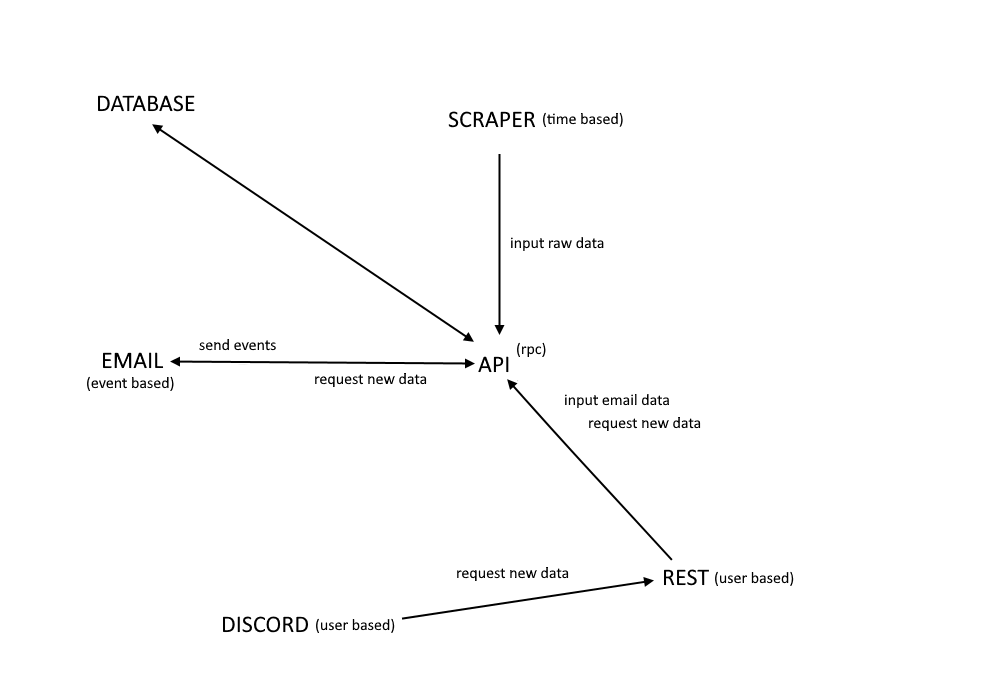 DATABASE
SCRAPER (time based)
input raw data
send events
(rpc)
EMAIL
API
(event based)
request new data
input email data
request new data
request new data
REST (user based)
DISCORD (user based)